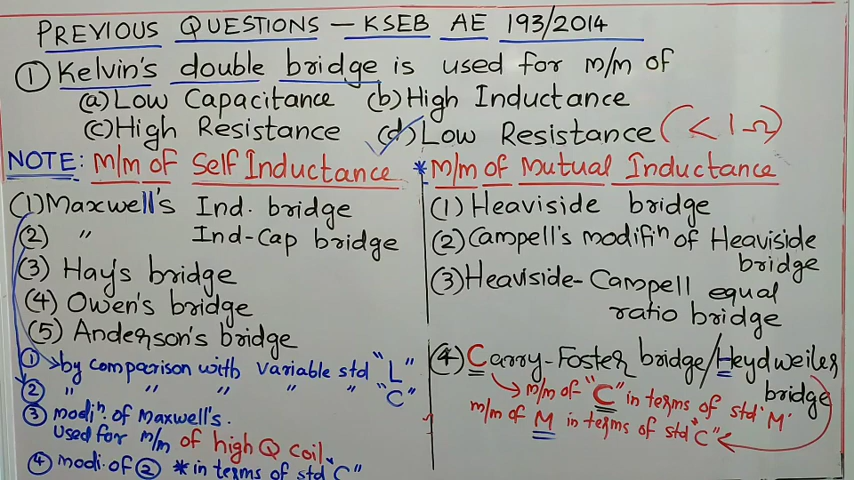 PREVIOUS QUESTIONS – KSEB AE 193/2014
① Kelvin's double bridge is used for m/m of
(a) Low Capacitance (b) High Inductance
(c) High Resistance (d) Low Resistance (< 1 Ω)
NOTE: m/m of Self Inductance
(1) Maxwell's Ind. bridge
(2) " Ind-Cap bridge
(3) Hay's bridge
(4) Owen's bridge
(5) Anderson's bridge
① → by comparison with variable std "L"
② " " " " " "C"
③ modiⁿ. of Maxwell's.
Used for m/m of high Q coil.
④ modi. of ② * in terms of std "C"
* m/m of Mutual Inductance
(1) Heaviside bridge
(2) Campell's modifiⁿ of Heaviside
bridge
(3) Heaviside-Campell equal
ratio bridge
(4) Carry-Foster bridge/Heydweiler
bridge
→ m/m of "C" in terms of std 'M'
m/m of M in terms of std "C"